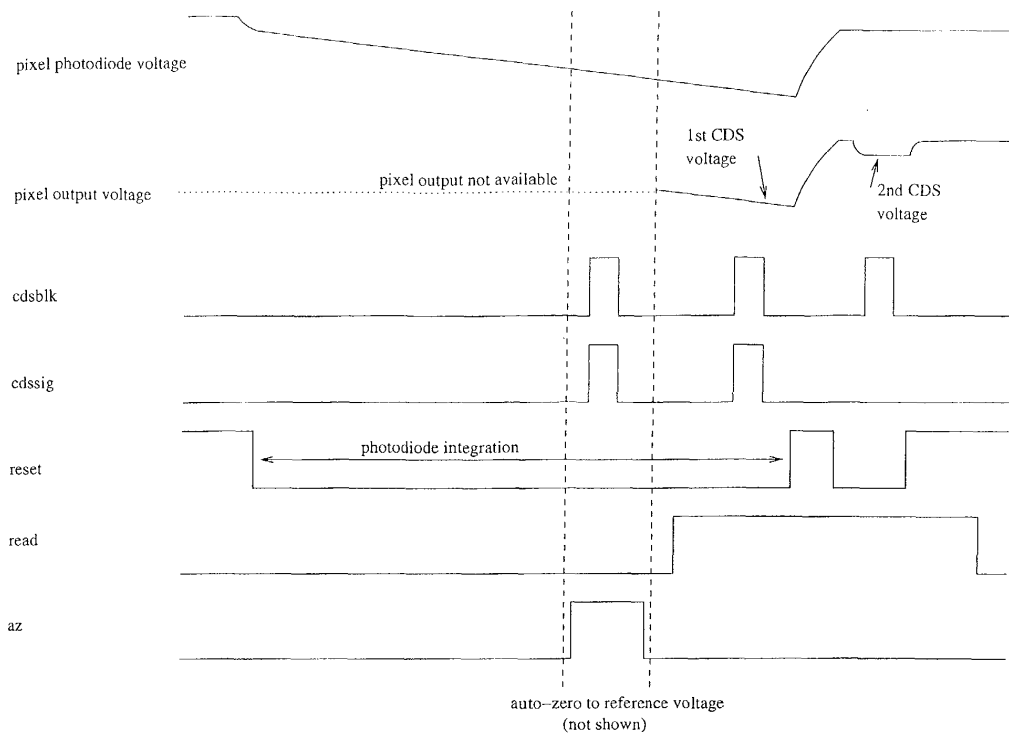 pixel photodiode voltage
1st CDS
voltage
pixel output not available
pixel output voltage
2nd CDS
voltage
cdsblk
cdssig
photodiode integration
reset
read
az
auto-zero to reference voltage
(not shown)